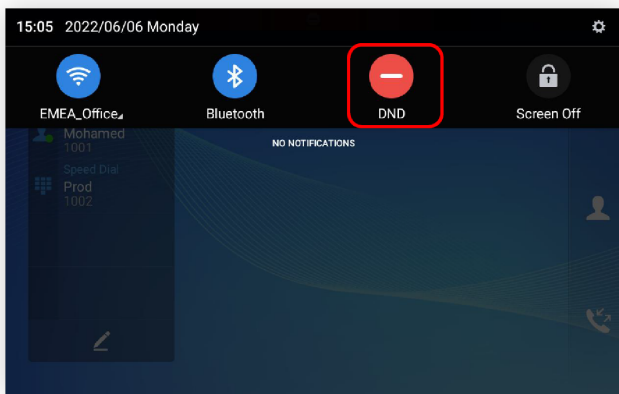 15:05 2022/06/06 Monday
EMEA_Office
Bluetooth
DND
Screen Off
Mohamed
1001
NO NOTIFICATIONS
Speed Dial
Prod
1002